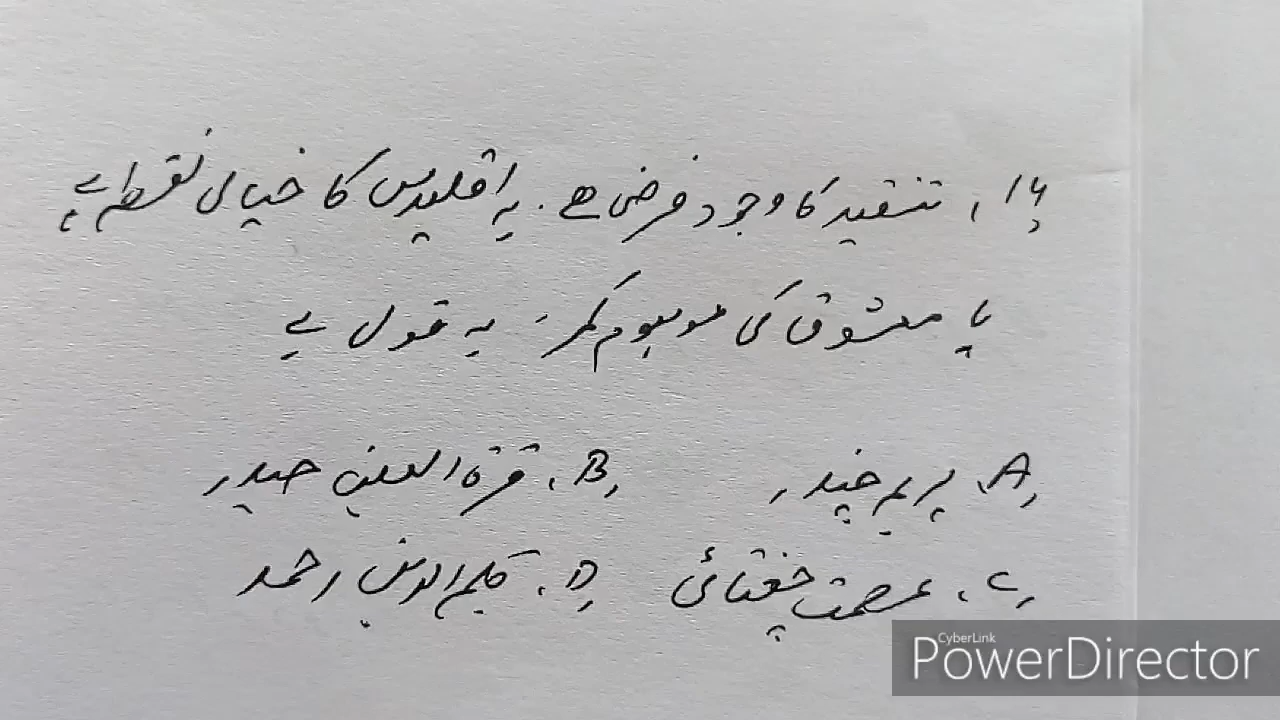 ۱۶، تنقید کا وجود فرضی ہے. یہ اقلیدس کا خیالی نقطہ ہے
یا معشوق کی موہوم کمر. یہ قول ہے
A. پریم چند B. قرۃ العین حیدر
C. عصمت چغتائی D. کلیم الدین احمد
CyberLink
PowerDirector